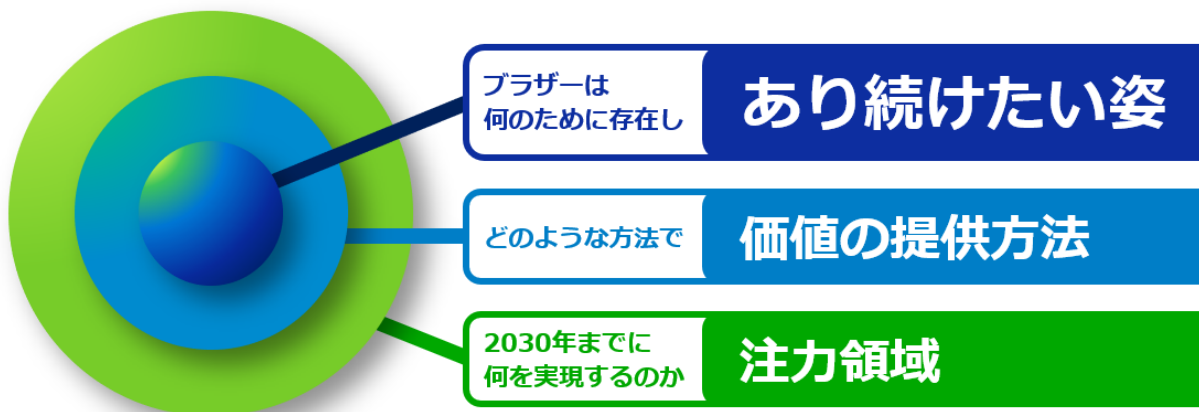 ブラザーは
何のために存在し
あり続けたい姿
どのような方法で
価値の提供方法
2030年までに
何を実現するのか
注力領域